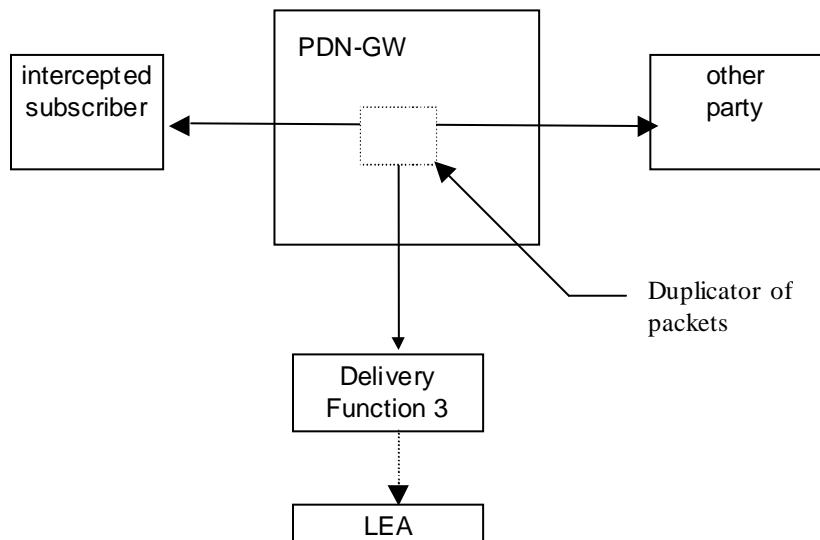 PDN-GW
intercepted
subscriber
other
party
Duplicator of
packets
Delivery
Function 3
LEA